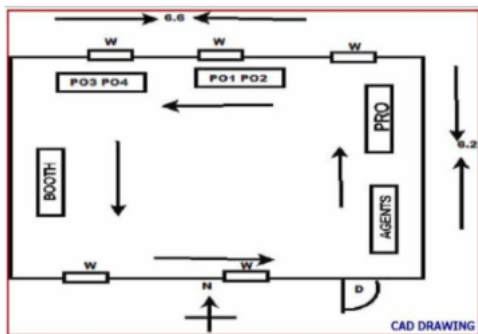 6.6
W W W
PO3 PO4 PO1 PO2
PRO
6.2
BOOTH
AGENTS
W W
N D
CAD DRAWING